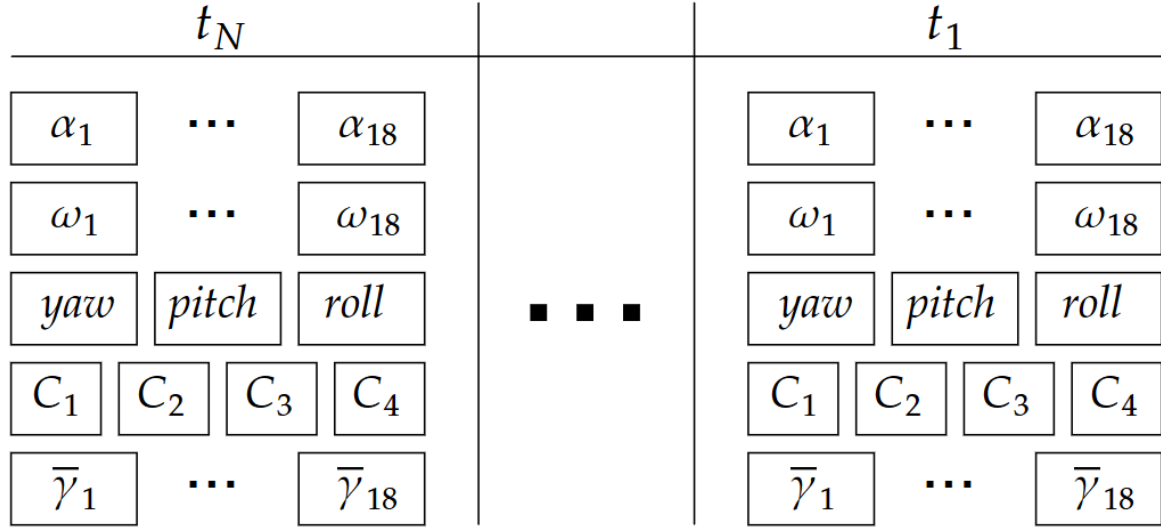 t_N t_1
α_1 ... α_18 α_1 ... α_18
ω_1 ... ω_18 ω_1 ... ω_18
yaw pitch roll ... yaw pitch roll
C_1 C_2 C_3 C_4 C_1 C_2 C_3 C_4
γ̅_1 ... γ̅_18 γ̅_1 ... γ̅_18